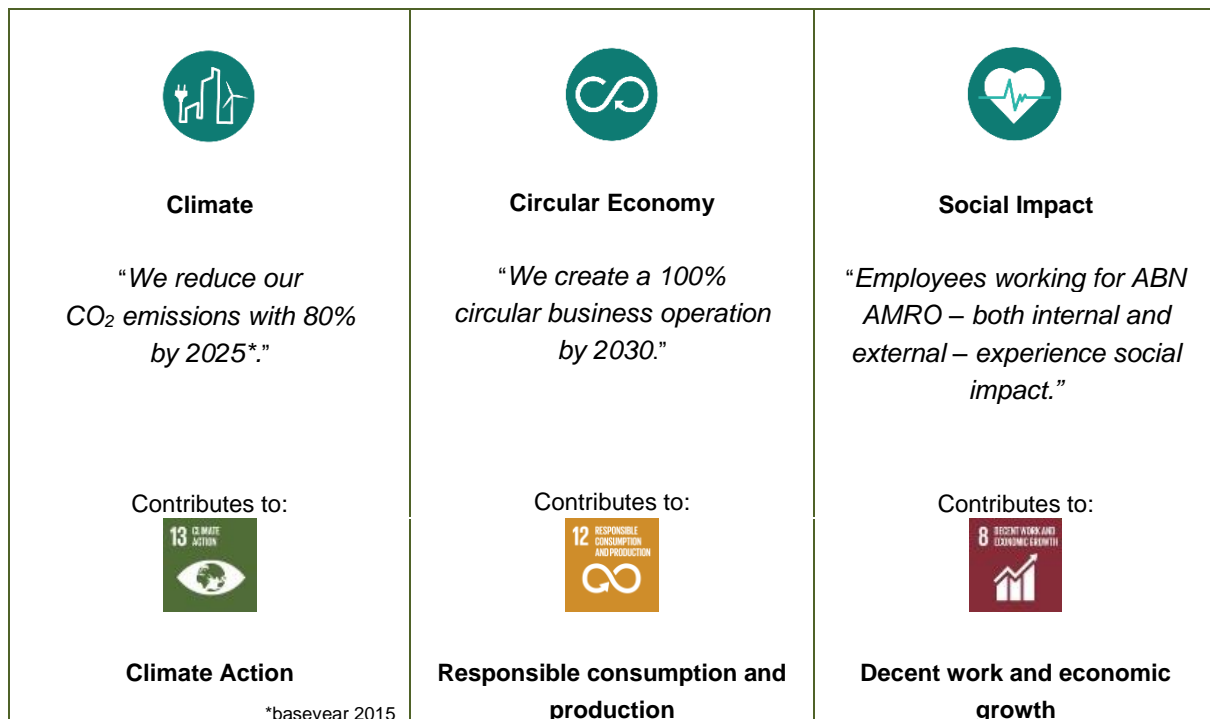 Climate
“We reduce our
CO₂ emissions with 80%
by 2025*.”
Contributes to:
13 CLIMATE
ACTION
Climate Action
*baseyear 2015
Circular Economy
“We create a 100%
circular business operation
by 2030.”
Contributes to:
12 RESPONSIBLE
CONSUMPTION
AND PRODUCTION
Responsible consumption and
production
Social Impact
“Employees working for ABN
AMRO – both internal and
external – experience social
impact.”
Contributes to:
8 DECENT WORK AND
ECONOMIC GROWTH
Decent work and economic
growth